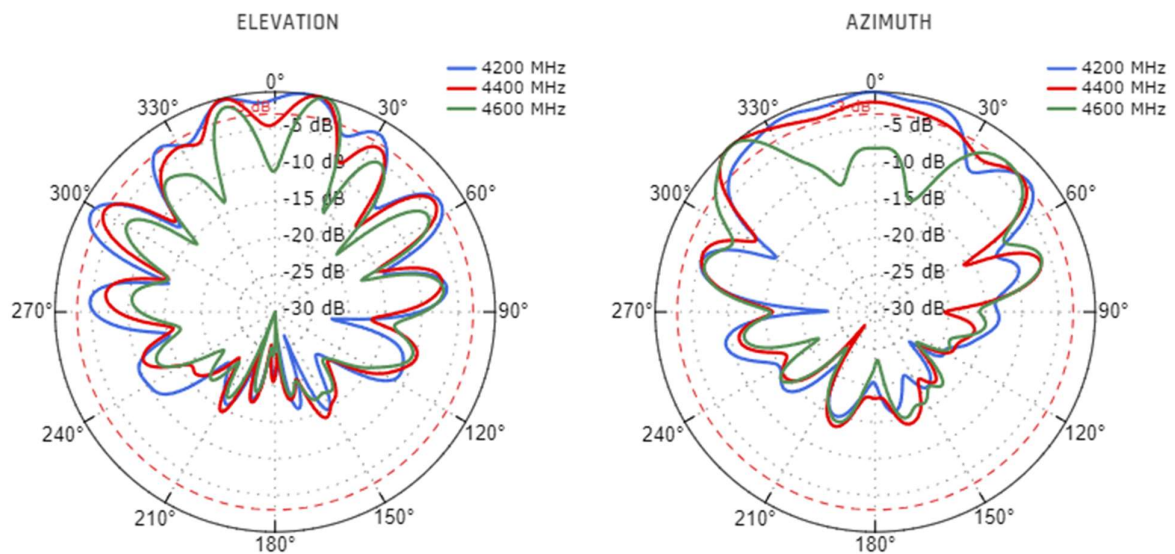 ELEVATION
4200 MHz
4400 MHz
4600 MHz
0°
330°
30°
dB
-5 dB
-10 dB
-15 dB
-20 dB
-25 dB
-30 dB
300°
60°
270°
90°
240°
120°
210°
150°
180°
AZIMUTH
4200 MHz
4400 MHz
4600 MHz
0°
330°
30°
-3 dB
-5 dB
-10 dB
-15 dB
-20 dB
-25 dB
-30 dB
300°
60°
270°
90°
240°
120°
210°
150°
180°